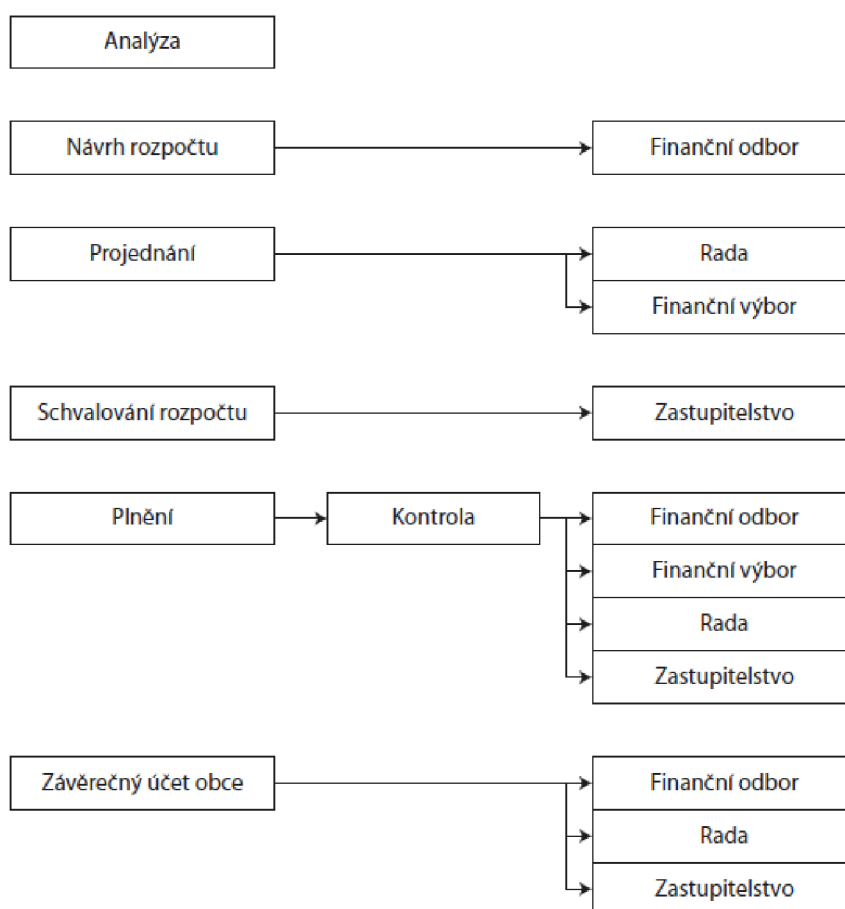 Analýza
Návrh rozpočtu
Finanční odbor
Projednání
Rada
Finanční výbor
Schvalování rozpočtu
Zastupitelstvo
Plnění
Kontrola
Finanční odbor
Finanční výbor
Rada
Zastupitelstvo
Závěrečný účet obce
Finanční odbor
Rada
Zastupitelstvo